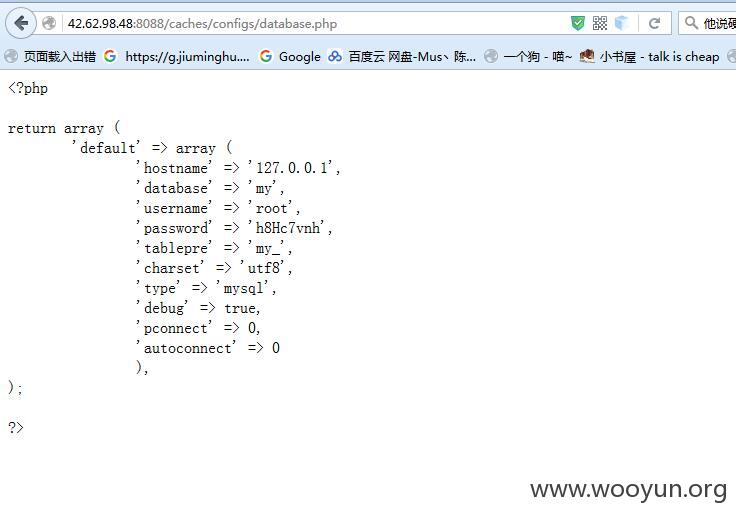 42.62.98.48:8088/caches/configs/database.php
他说硬
页面载入出错 https://g.jiuminghu.... Google 百度云 网盘-Mus丶 陈... 一个狗 - 喵~ 小书屋 - talk is cheap
<?php
return array (
'default' => array (
'hostname' => '127.0.0.1',
'database' => 'my',
'username' => 'root',
'password' => 'h8Hc7vnh',
'tablepre' => 'my_',
'charset' => 'utf8',
'type' => 'mysql',
'debug' => true,
'pconnect' => 0,
'autoconnect' => 0
),
);
?>
www.wooyun.org